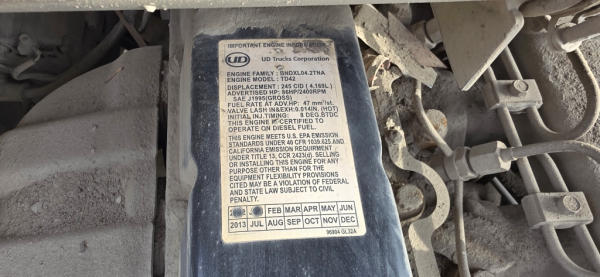 IMPORTANT ENGINE INFORMATION
UD UD Trucks Corporation
ENGINE FAMILY : BNDXL04.2TNA
ENGINE MODEL : TD42
DISPLACEMENT : 245 CID ( 4.169L )
ADVERTISED HP: 86HP/2400RPM
SAE J1995(GROSS)
FUEL RATE AT ADV.HP: 47 mm³/st.
VALVE LASH IN&EXH:0.014IN. (HOT)
INITIAL INJ.TIMING: 8 DEG.BTDC
THIS ENGINE IS CERTIFIED TO
OPERATE ON DIESEL FUEL.
THIS ENGINE MEETS U.S. EPA EMISSION
STANDARDS UNDER 40 CFR 1039.625 AND
CALIFORNIA EMISSION REQUIRMENT
UNDER TITLE 13, CCR 2423(d). SELLING
OR INSTALLING THIS ENGINE FOR ANY
PURPOSE OTHER THAN FOR THE
EQUIPMENT FLEXIBILITY PROVISIONS
CITED MAY BE A VIOLATION OF FEDERAL
AND STATE LAW SUBJECT TO CIVIL
PENALTY.
FEB MAR APR MAY JUN
2013 JUL AUG SEP OCT NOV DEC
96904 GL32A